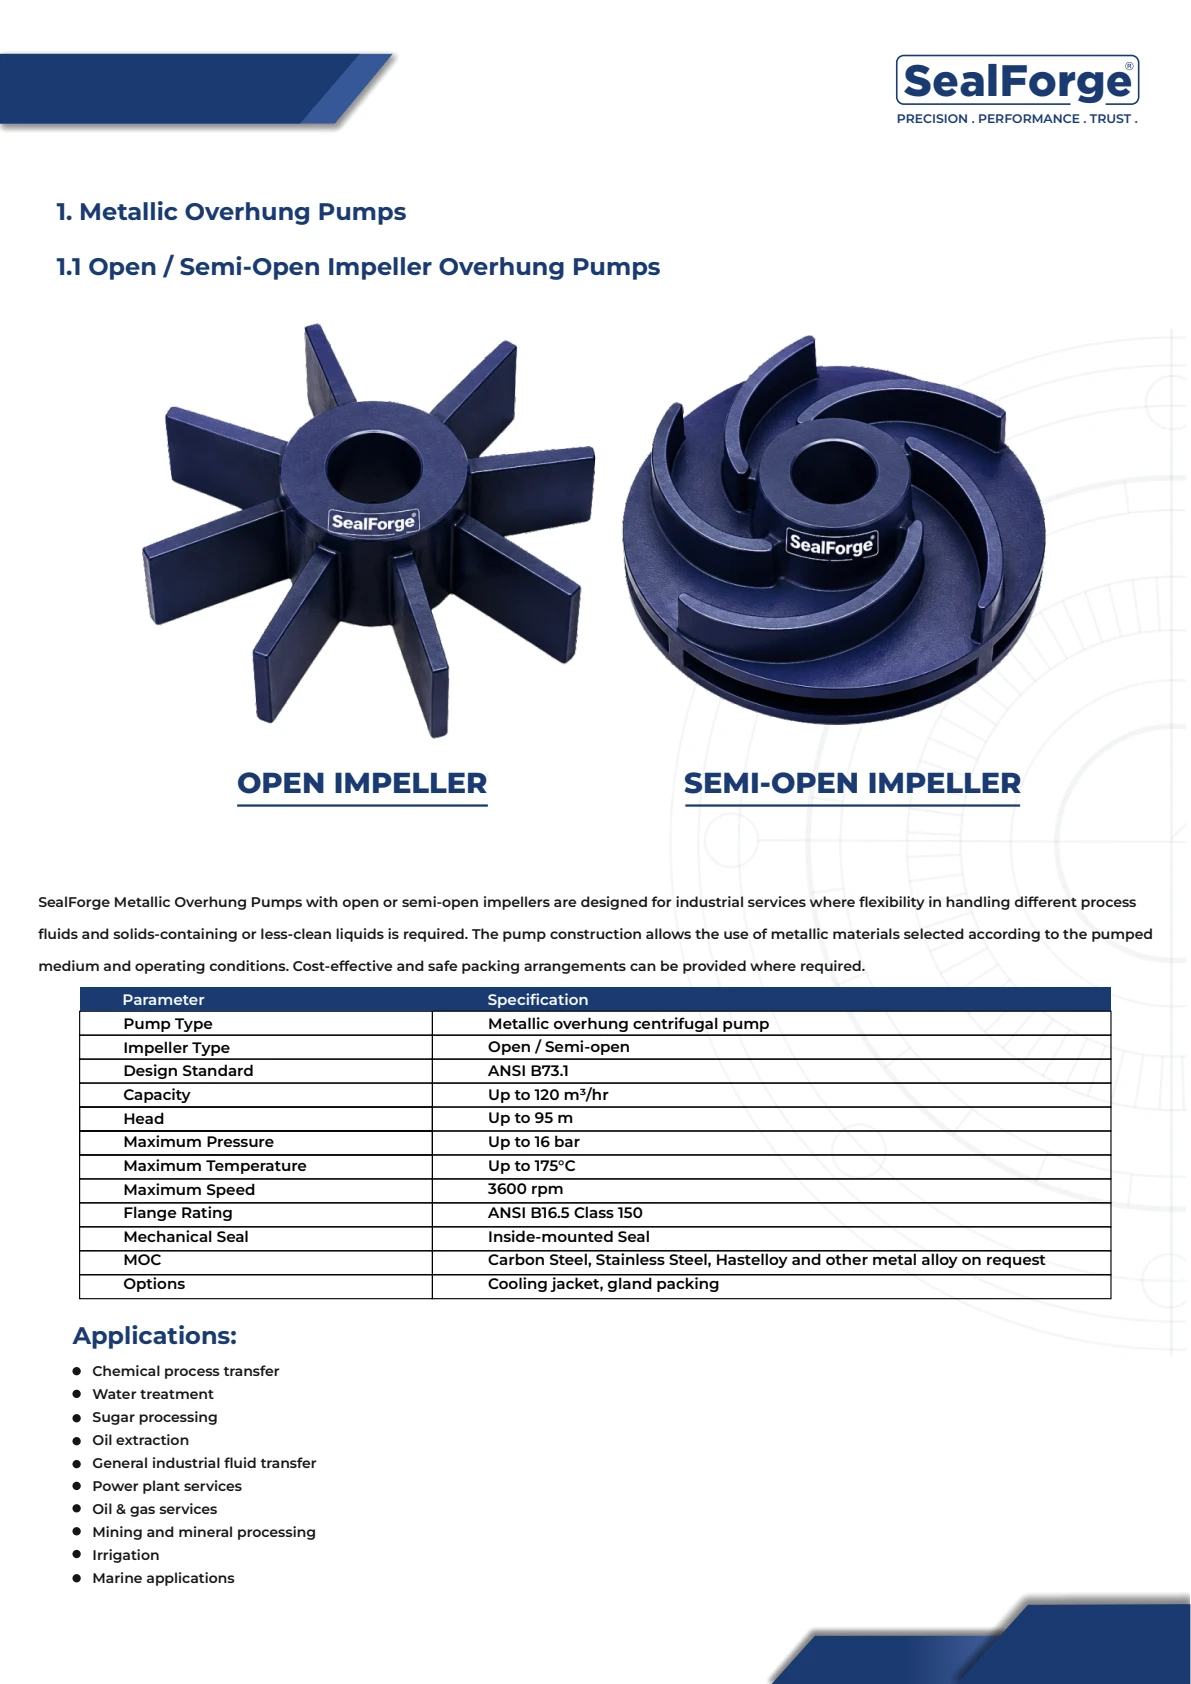 SealForge®
PRECISION . PERFORMANCE . TRUST .
1. Metallic Overhung Pumps
1.1 Open / Semi-Open Impeller Overhung Pumps
SealForge®
SealForge®
OPEN IMPELLER
SEMI-OPEN IMPELLER
SealForge Metallic Overhung Pumps with open or semi-open impellers are designed for industrial services where flexibility in handling different process
fluids and solids-containing or less-clean liquids is required. The pump construction allows the use of metallic materials selected according to the pumped
medium and operating conditions. Cost-effective and safe packing arrangements can be provided where required.
Parameter Specification
Pump Type Metallic overhung centrifugal pump
Impeller Type Open / Semi-open
Design Standard ANSI B73.1
Capacity Up to 120 m³/hr
Head Up to 95 m
Maximum Pressure Up to 16 bar
Maximum Temperature Up to 175°C
Maximum Speed 3600 rpm
Flange Rating ANSI B16.5 Class 150
Mechanical Seal Inside-mounted Seal
MOC Carbon Steel, Stainless Steel, Hastelloy and other metal alloy on request
Options Cooling jacket, gland packing
Applications:
● Chemical process transfer
● Water treatment
● Sugar processing
● Oil extraction
● General industrial fluid transfer
● Power plant services
● Oil & gas services
● Mining and mineral processing
● Irrigation
● Marine applications